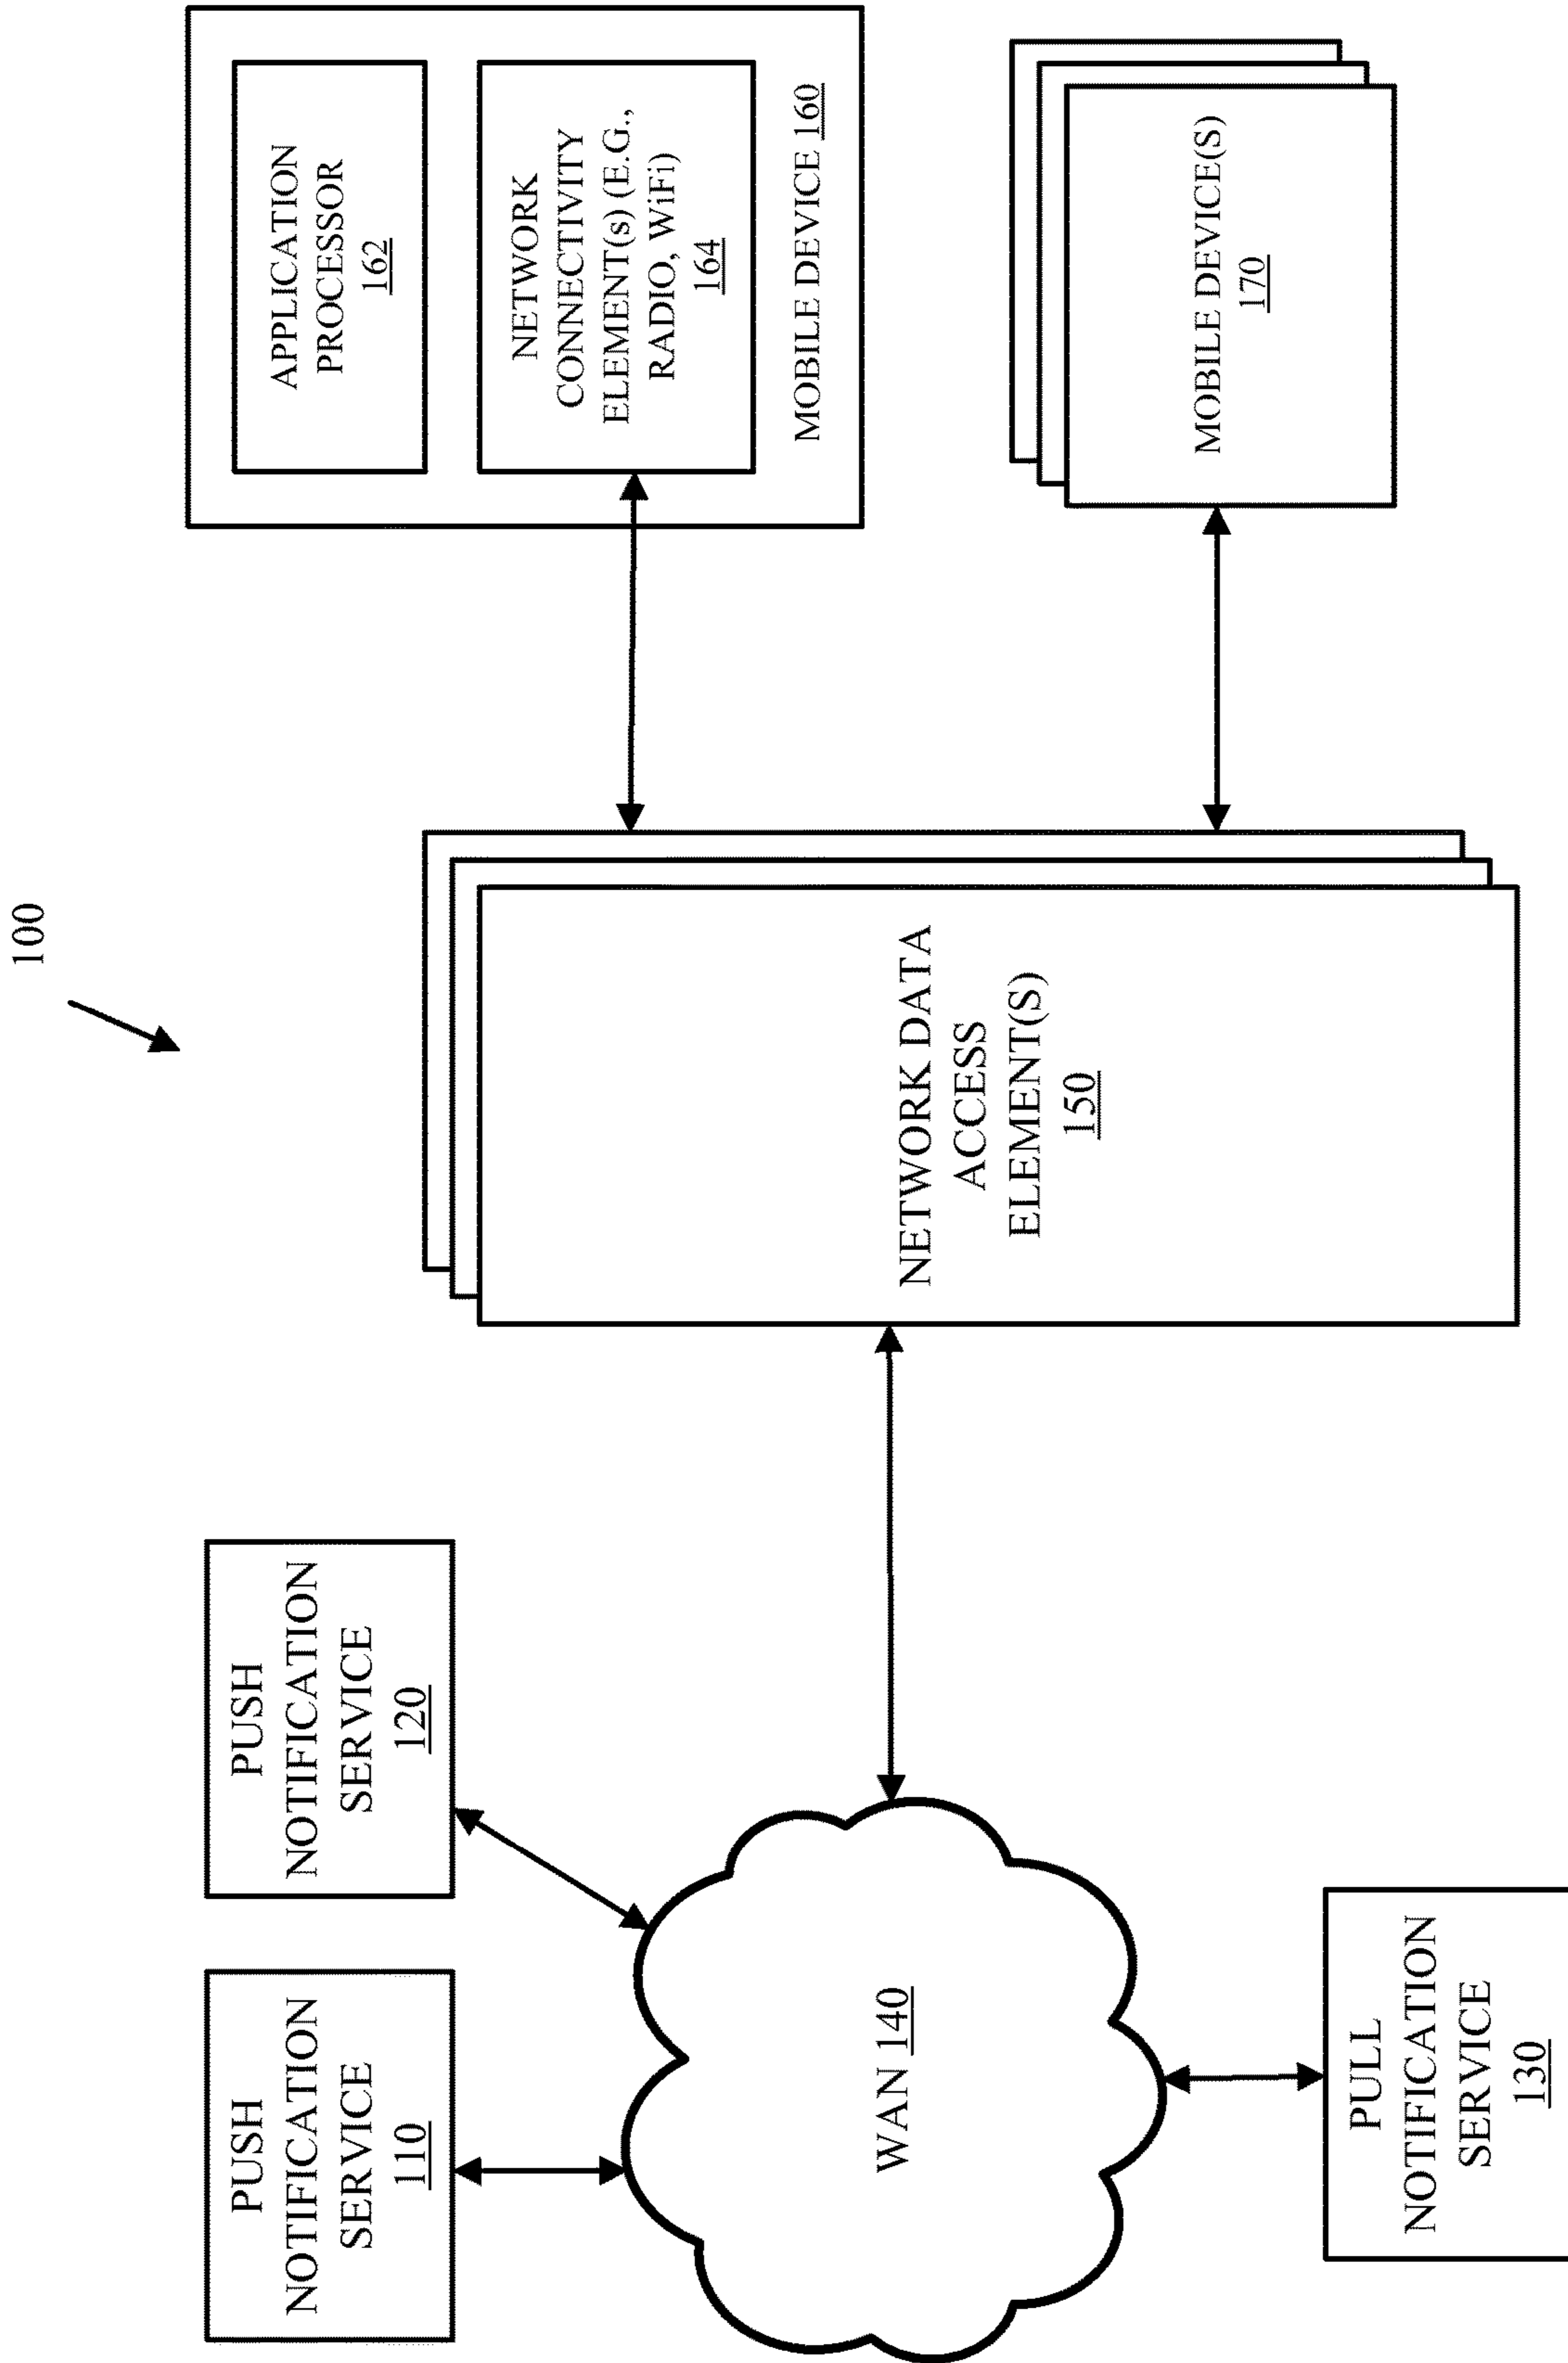 100
PUSH
NOTIFICATION
SERVICE
110
PUSH
NOTIFICATION
SERVICE
120
WAN 140
PULL
NOTIFICATION
SERVICE
130
NETWORK DATA
ACCESS
ELEMENT(S)
150
APPLICATION
PROCESSOR
162
NETWORK
CONNECTIVITY
ELEMENT(s) (E.G.,
RADIO, WiFi)
164
MOBILE DEVICE 160
MOBILE DEVICE(S)
170